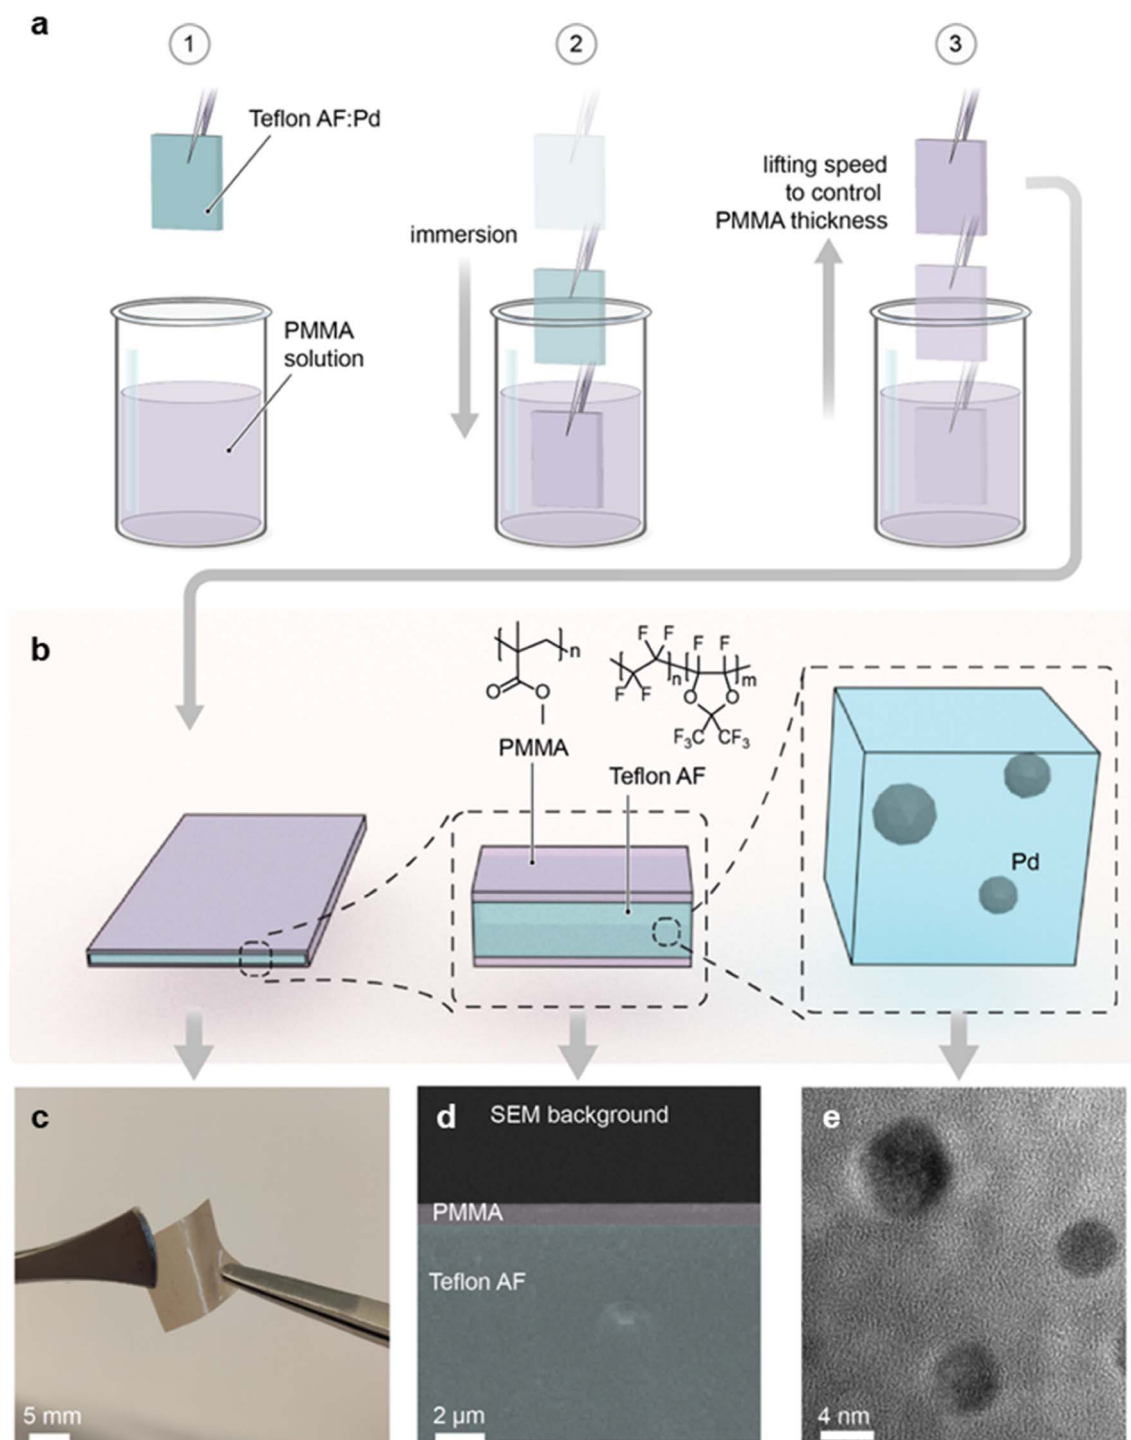 a
1
2
3
Teflon AF:Pd
PMMA
solution
immersion
lifting speed
to control
PMMA thickness
b
n
O
O
PMMA
F F F F
F F
n
m
O O
F₃C CF₃
Teflon AF
Pd
c
5 mm
d
SEM background
PMMA
Teflon AF
2 µm
e
4 nm